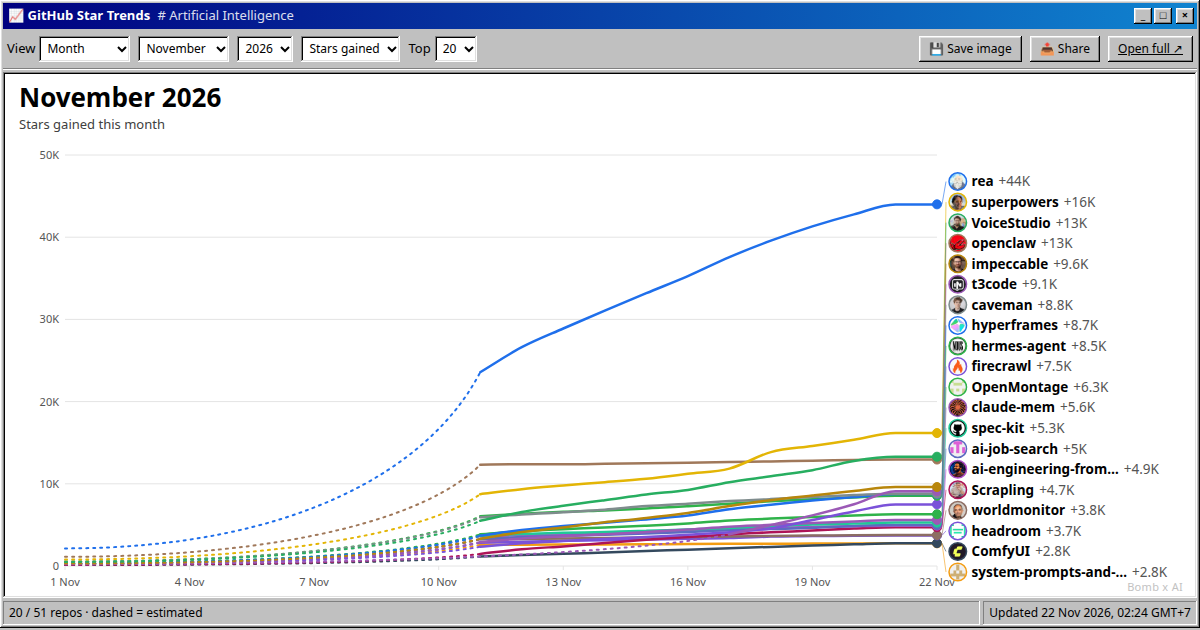 GitHub Star Trends # Artificial Intelligence
View Month November 2026 Stars gained Top 20 Save image Share Open full ↗
November 2026
Stars gained this month
50K
40K
30K
20K
10K
0
1 Nov 4 Nov 7 Nov 10 Nov 13 Nov 16 Nov 19 Nov 22 Nov
rea +44K
superpowers +16K
VoiceStudio +13K
openclaw +13K
impeccable +9.6K
t3code +9.1K
caveman +8.8K
hyperframes +8.7K
hermes-agent +8.5K
firecrawl +7.5K
OpenMontage +6.3K
claude-mem +5.6K
spec-kit +5.3K
ai-job-search +5K
ai-engineering-from... +4.9K
Scrapling +4.7K
worldmonitor +3.8K
headroom +3.7K
ComfyUI +2.8K
system-prompts-and-... +2.8K
Bomb x AI
20 / 51 repos · dashed = estimated
Updated 22 Nov 2026, 02:24 GMT+7